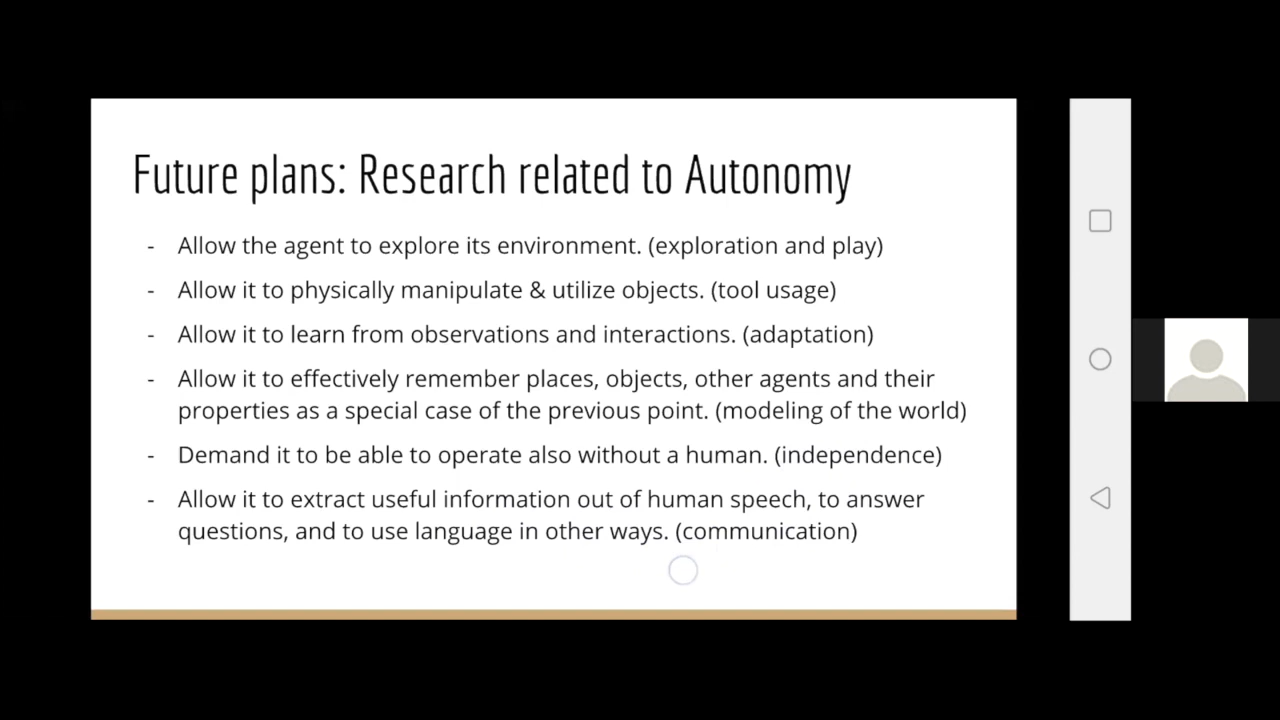 Future plans: Research related to Autonomy
- Allow the agent to explore its environment. (exploration and play)
- Allow it to physically manipulate & utilize objects. (tool usage)
- Allow it to learn from observations and interactions. (adaptation)
- Allow it to effectively remember places, objects, other agents and their
properties as a special case of the previous point. (modeling of the world)
- Demand it to be able to operate also without a human. (independence)
- Allow it to extract useful information out of human speech, to answer
questions, and to use language in other ways. (communication)